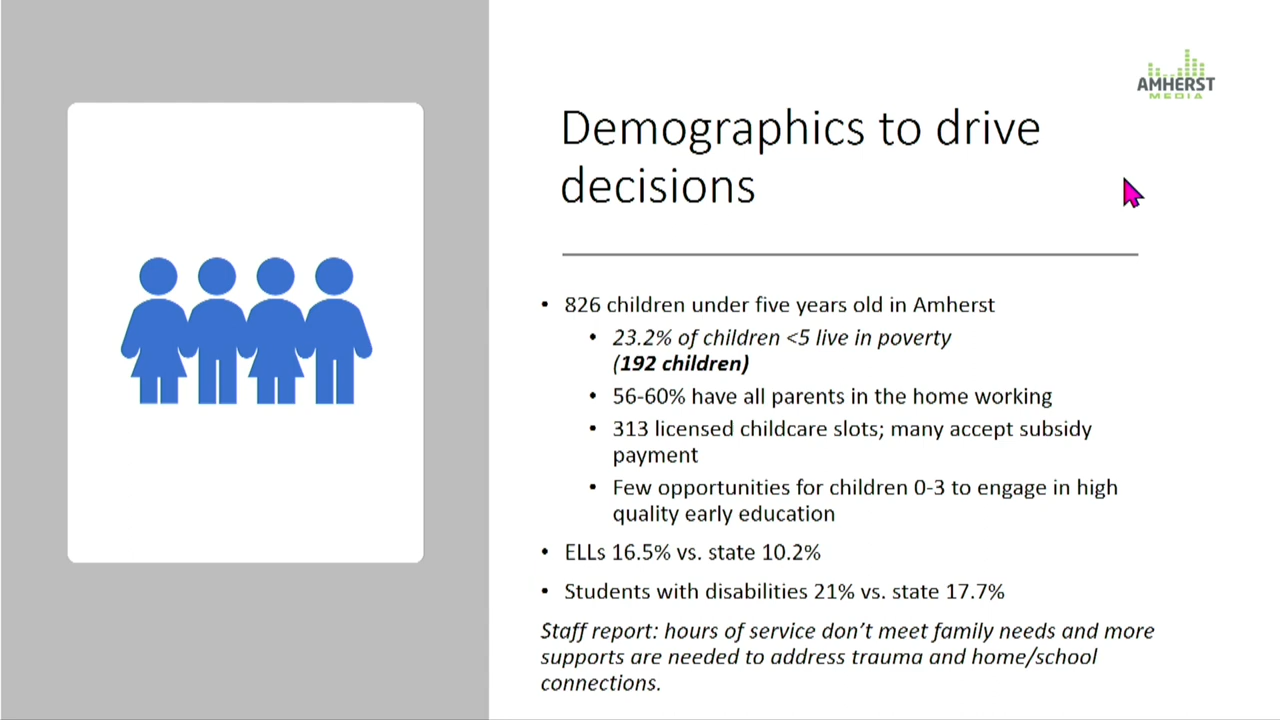 AMHERST
MEDIA
Demographics to drive
decisions
• 826 children under five years old in Amherst
• 23.2% of children <5 live in poverty
(192 children)
• 56-60% have all parents in the home working
• 313 licensed childcare slots; many accept subsidy
payment
• Few opportunities for children 0-3 to engage in high
quality early education
• ELLs 16.5% vs. state 10.2%
• Students with disabilities 21% vs. state 17.7%
Staff report: hours of service don’t meet family needs and more
supports are needed to address trauma and home/school
connections.